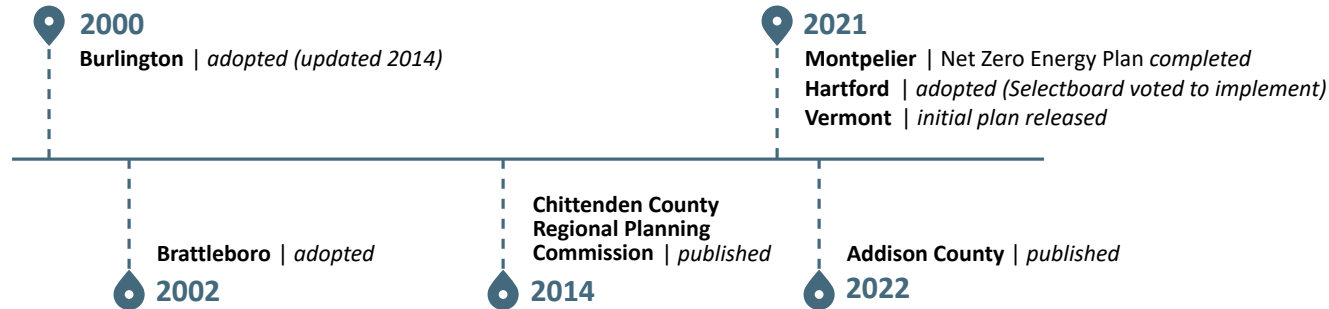 2000
Burlington | adopted (updated 2014)
2021
Montpelier | Net Zero Energy Plan completed
Hartford | adopted (Selectboard voted to implement)
Vermont | initial plan released
Brattleboro | adopted
2002
Chittenden County
Regional Planning
Commission | published
2014
Addison County | published
2022